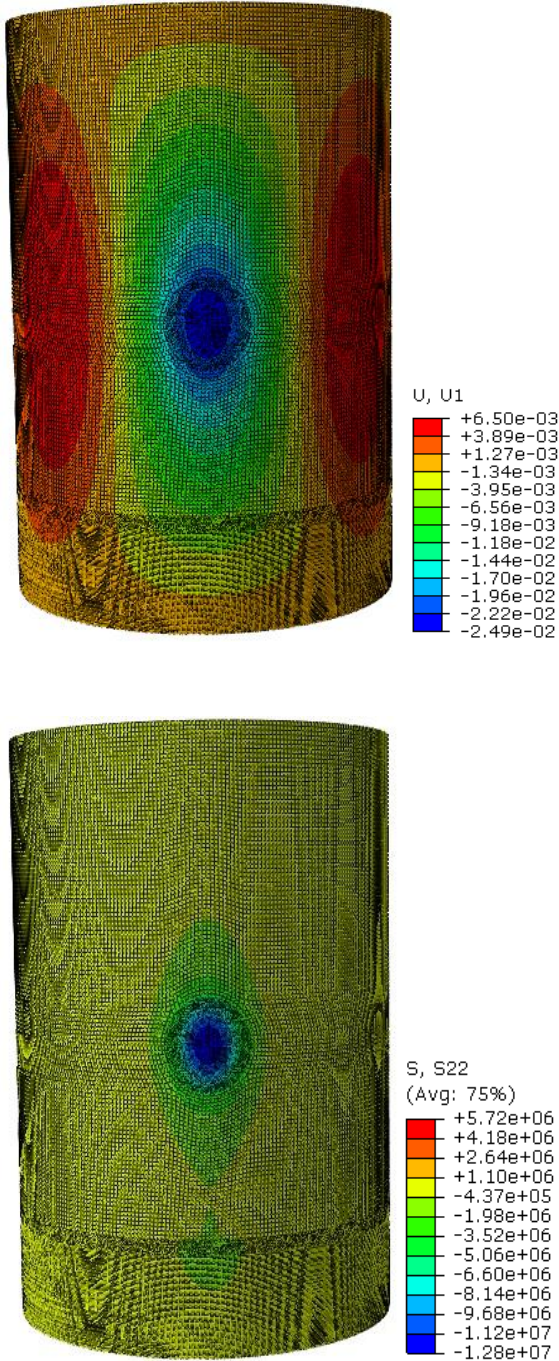 U, U1
+6.50e-03
+3.89e-03
+1.27e-03
-1.34e-03
-3.95e-03
-6.56e-03
-9.18e-03
-1.18e-02
-1.44e-02
-1.70e-02
-1.96e-02
-2.22e-02
-2.49e-02
S, S22
(Avg: 75%)
+5.72e+06
+4.18e+06
+2.64e+06
+1.10e+06
-4.37e+05
-1.98e+06
-3.52e+06
-5.06e+06
-6.60e+06
-8.14e+06
-9.68e+06
-1.12e+07
-1.28e+07